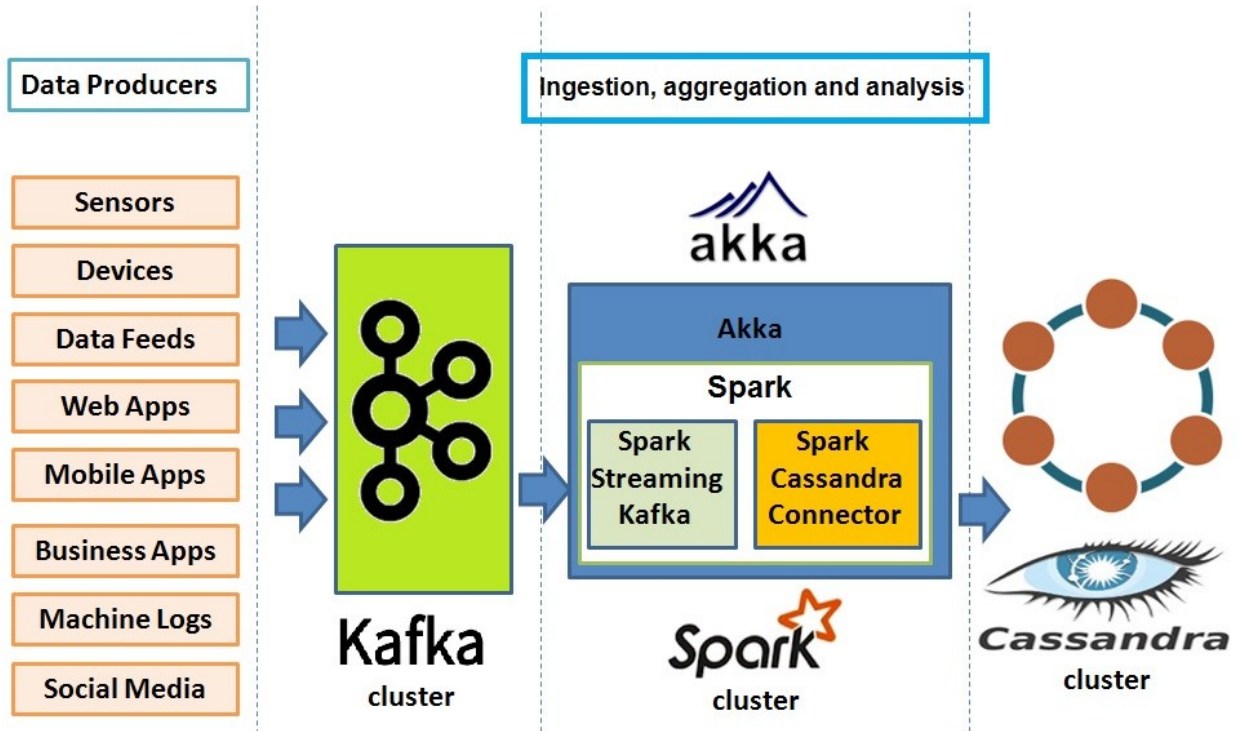 Data Producers
Ingestion, aggregation and analysis
Sensors
Devices
Data Feeds
Web Apps
Mobile Apps
Business Apps
Machine Logs
Social Media
Kafka
cluster
akka
Akka
Spark
Spark
Streaming
Kafka
Spark
Cassandra
Connector
Spark
cluster
Cassandra
cluster